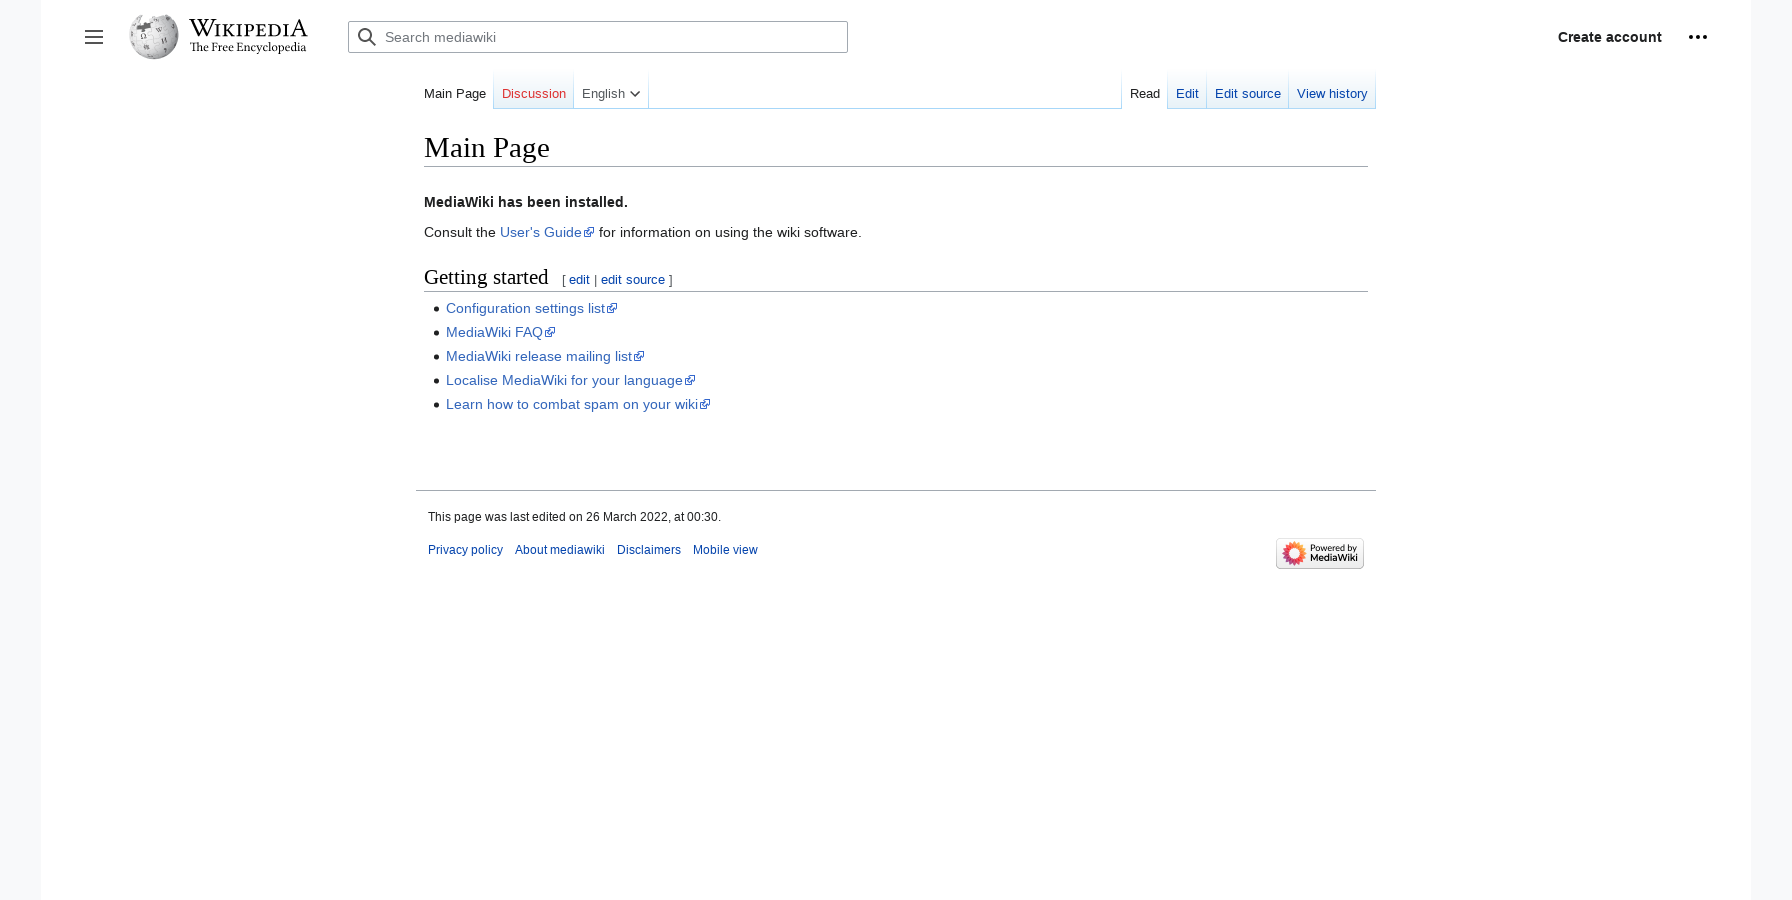 WIKIPEDIA
The Free Encyclopedia
Search mediawiki
Create account
Main Page Discussion English Read Edit Edit source View history
Main Page
MediaWiki has been installed.
Consult the User's Guide for information on using the wiki software.
Getting started [ edit | edit source ]
Configuration settings list
MediaWiki FAQ
MediaWiki release mailing list
Localise MediaWiki for your language
Learn how to combat spam on your wiki
This page was last edited on 26 March 2022, at 00:30.
Privacy policy About mediawiki Disclaimers Mobile view
Powered by
MediaWiki